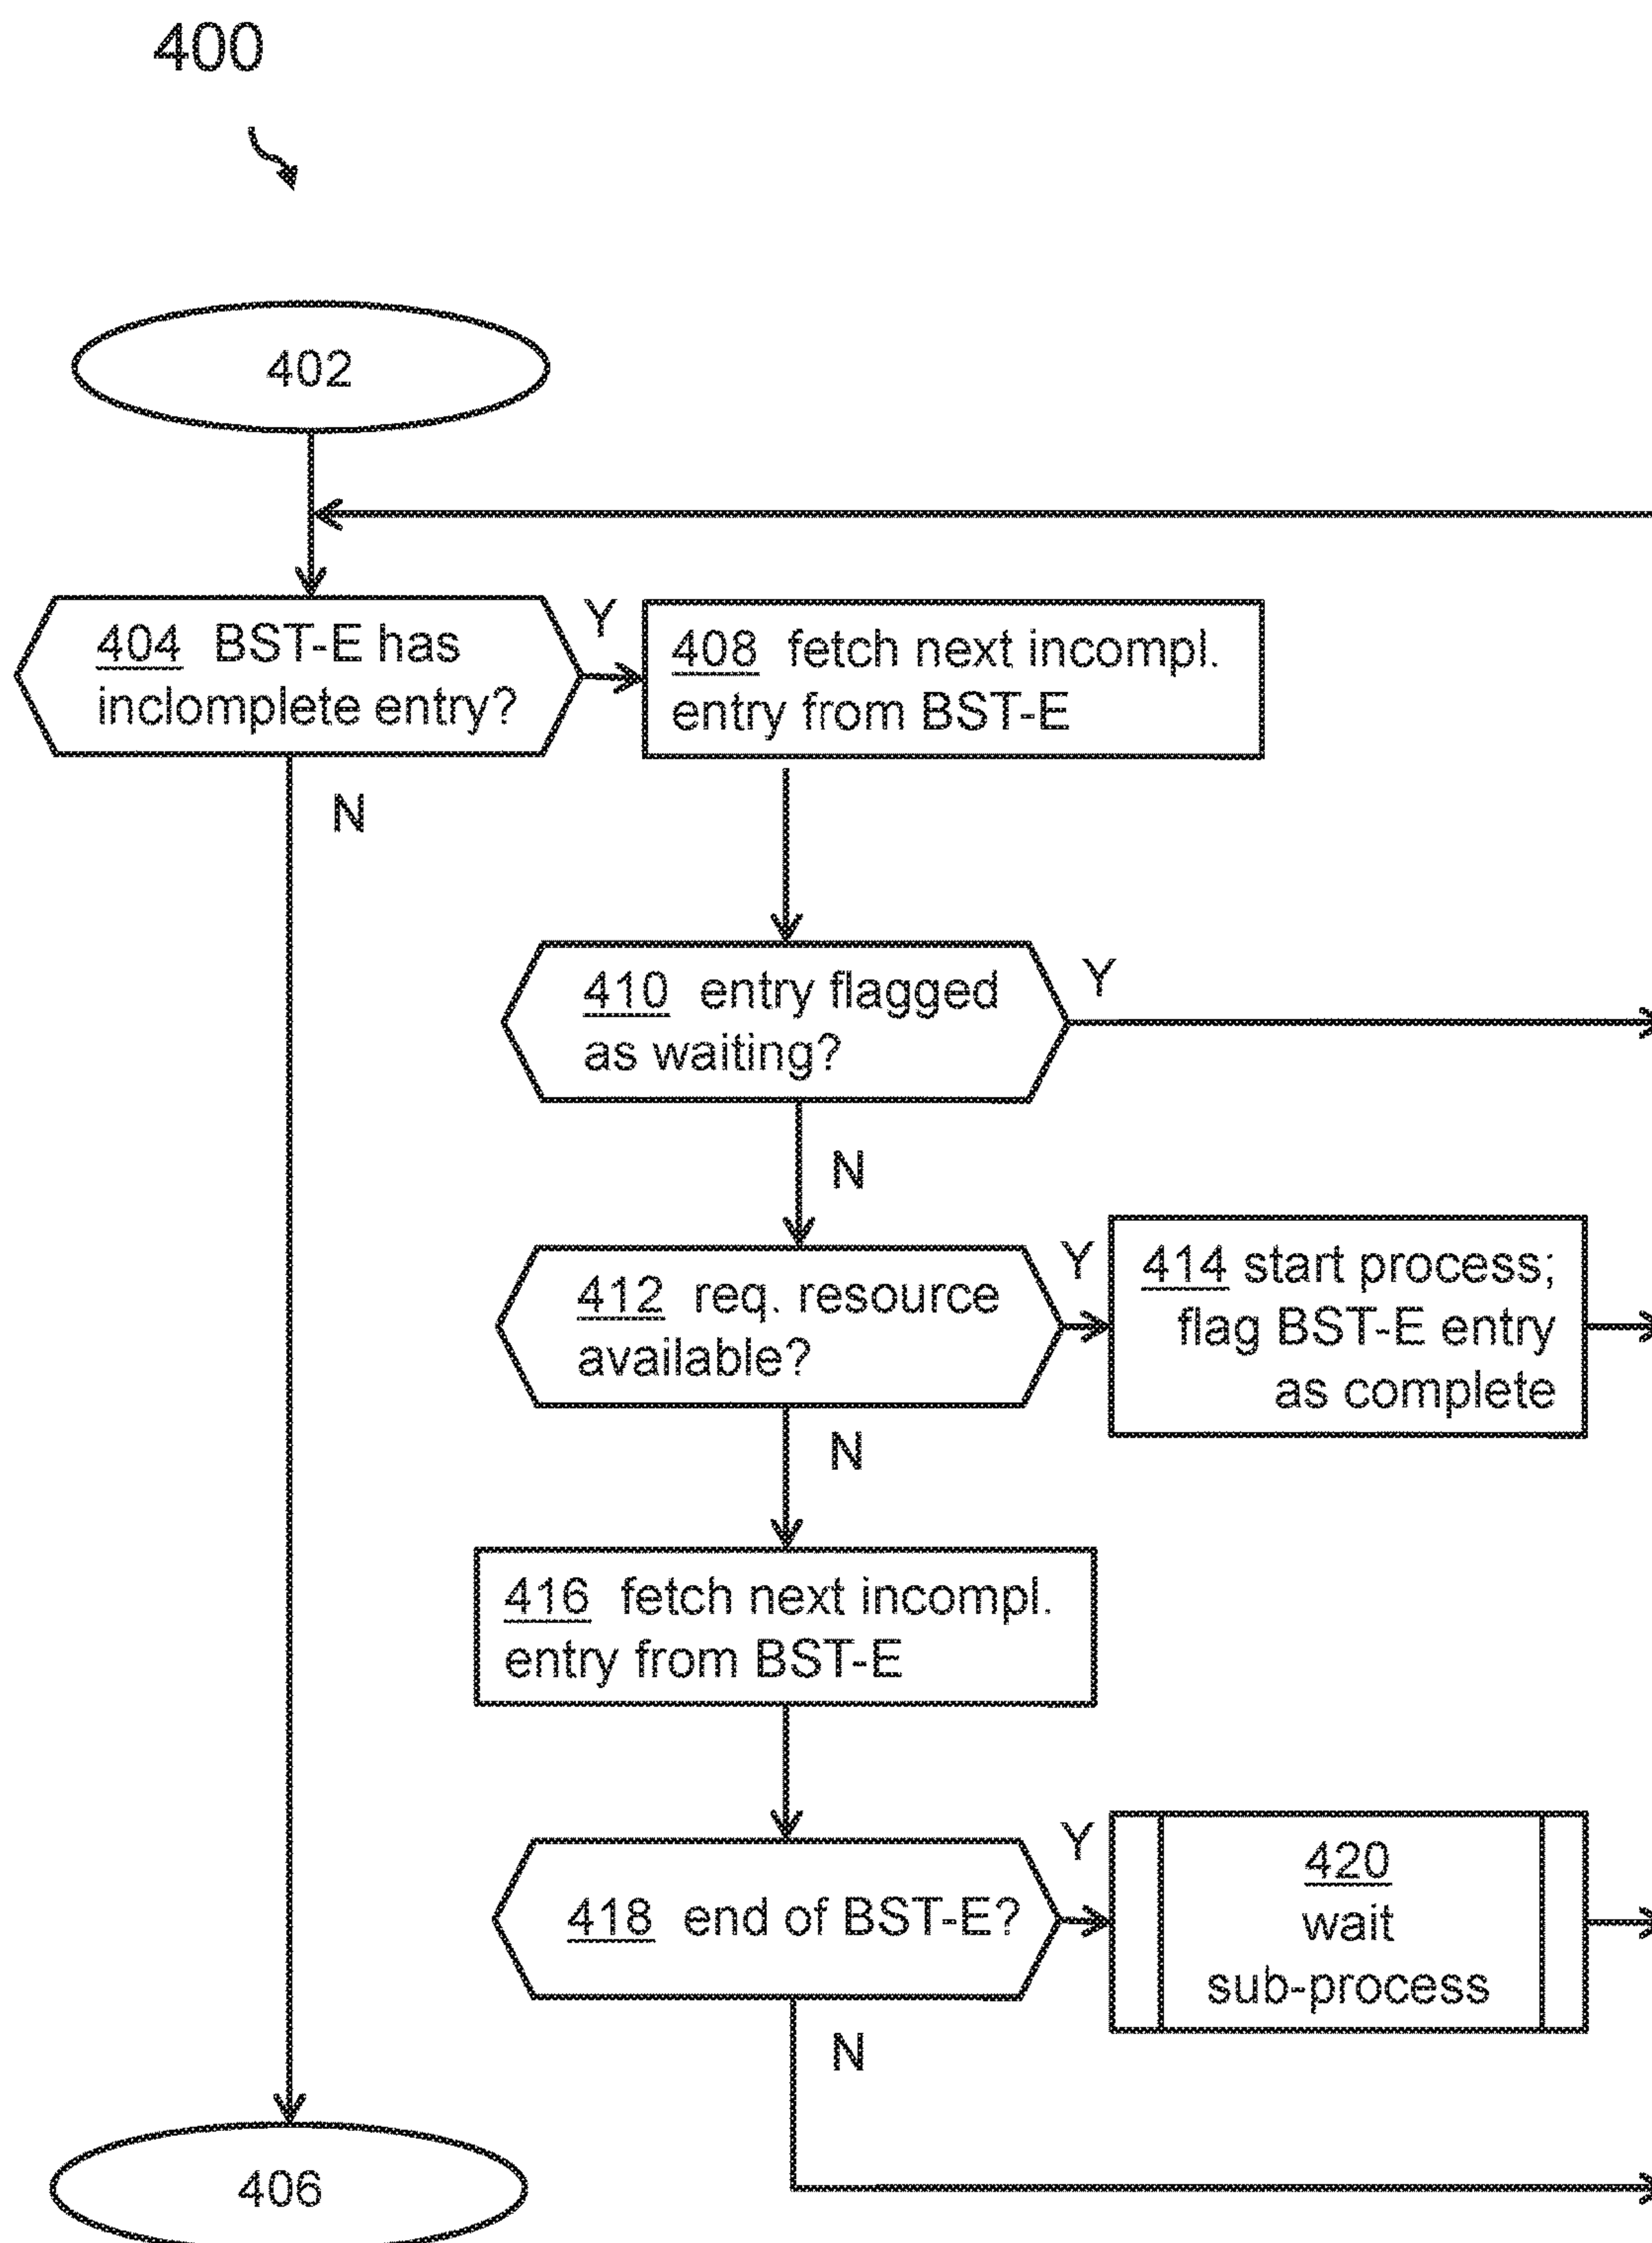 400
402
404 BST-E has
inclomplete entry?
Y
408 fetch next incompl.
entry from BST-E
N
410 entry flagged
as waiting?
Y
N
412 req. resource
available?
Y
414 start process;
flag BST-E entry
as complete
N
416 fetch next incompl.
entry from BST-E
418 end of BST-E?
Y
420
wait
sub-process
N
406